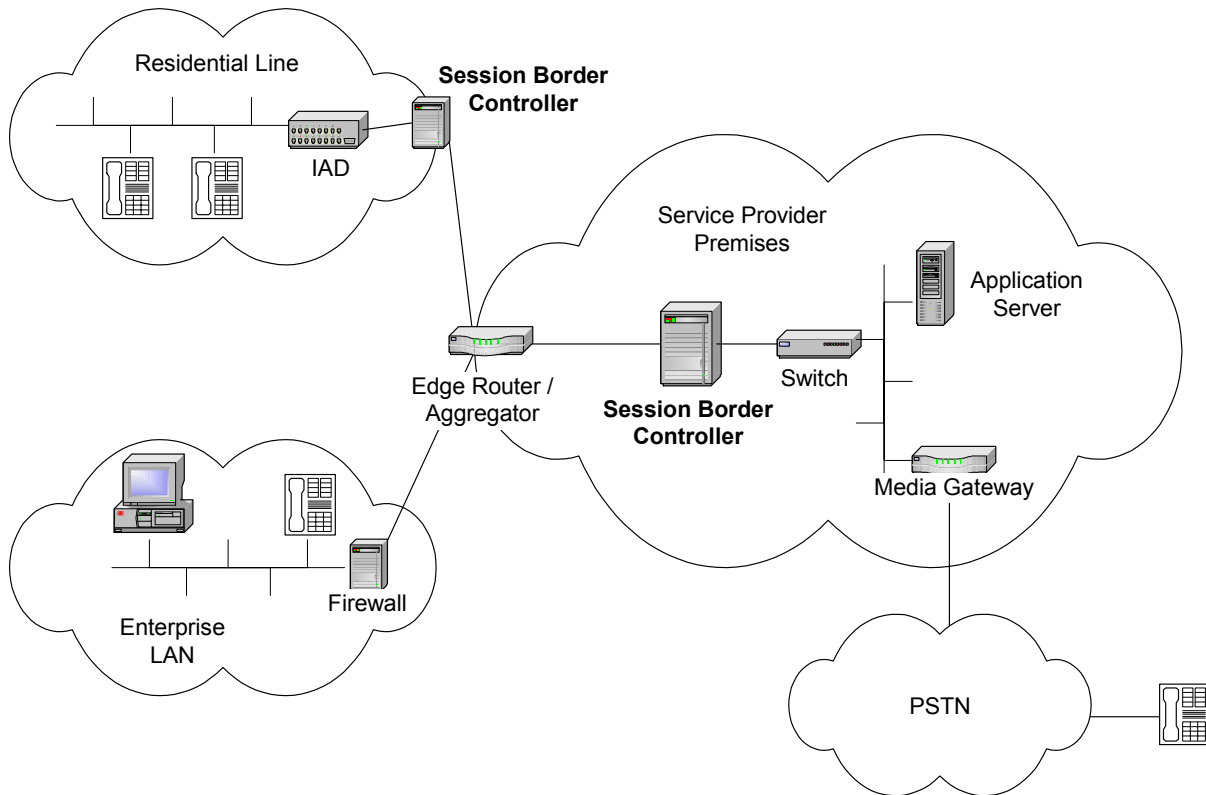 Residential Line
Session Border
Controller
IAD
Service Provider
Premises
Application
Server
Edge Router /
Aggregator
Switch
Session Border
Controller
Media Gateway
Firewall
Enterprise
LAN
PSTN